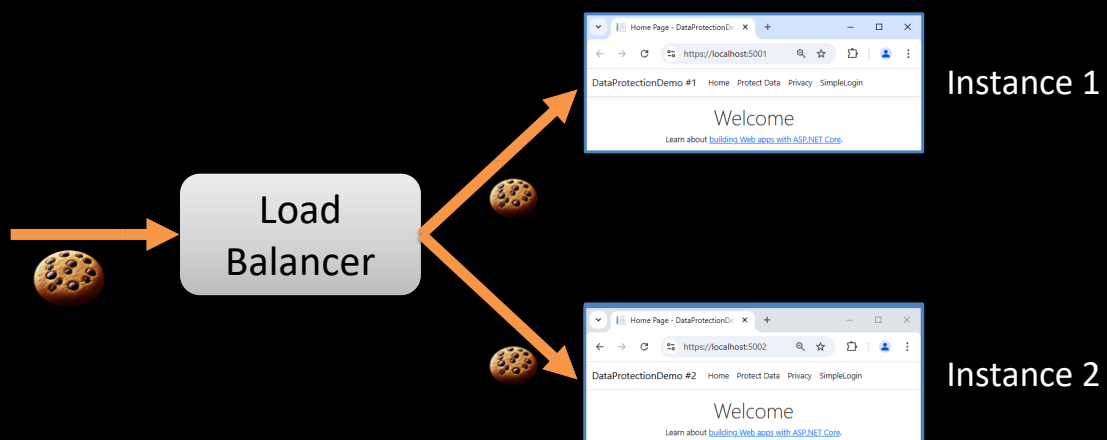 Home Page - DataProtectionDe
https://localhost:5001
DataProtectionDemo #1 Home Protect Data Privacy SimpleLogin
Welcome
Learn about building Web apps with ASP.NET Core.
Instance 1
Load
Balancer
Home Page - DataProtectionDe
https://localhost:5002
DataProtectionDemo #2 Home Protect Data Privacy SimpleLogin
Welcome
Learn about building Web apps with ASP.NET Core.
Instance 2